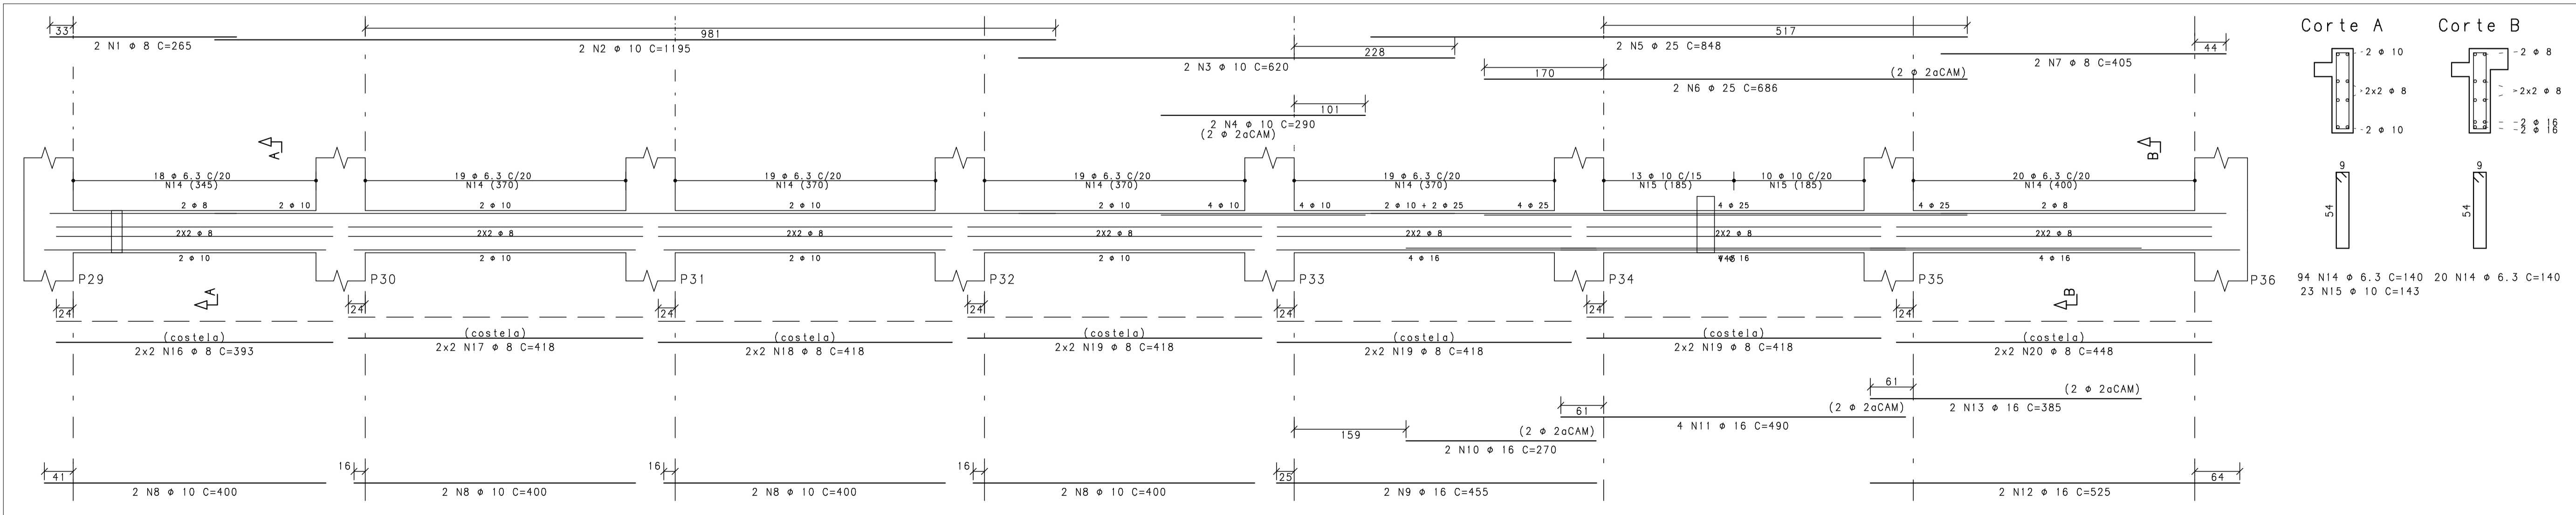 33
981
517
2 N1 φ 8 C=265
2 N2 φ 10 C=1195
2 N5 φ 25 C=848
228
44
2 N3 φ 10 C=620
2 N7 φ 8 C=405
170
(2 φ 2aCAM)
2 N6 φ 25 C=686
101
2 N4 φ 10 C=290
(2 φ 2aCAM)
A
B
18 φ 6.3 C/20
19 φ 6.3 C/20
19 φ 6.3 C/20
19 φ 6.3 C/20
19 φ 6.3 C/20
13 φ 10 C/15
10 φ 10 C/20
20 φ 6.3 C/20
N14 (345)
N14 (370)
N14 (370)
N14 (370)
N14 (370)
N15 (185)
N15 (185)
N14 (400)
2 φ 8
2 φ 10
2 φ 10
2 φ 10
2 φ 10
4 φ 10
4 φ 10
2 φ 10 + 2 φ 25
4 φ 25
4 φ 25
4 φ 25
2 φ 8
2X2 φ 8
2X2 φ 8
2X2 φ 8
2X2 φ 8
2X2 φ 8
2X2 φ 8
2X2 φ 8
2 φ 10
2 φ 10
2 φ 10
2 φ 10
4 φ 16
4 φ 16
P29
P30
P31
P32
P33
P34
P35
P36
A
B
24
24
24
24
24
24
24
(costela)
(costela)
(costela)
(costela)
(costela)
(costela)
(costela)
2x2 N16 φ 8 C=393
2x2 N17 φ 8 C=418
2x2 N18 φ 8 C=418
2x2 N19 φ 8 C=418
2x2 N19 φ 8 C=418
2x2 N19 φ 8 C=418
2x2 N20 φ 8 C=448
61
(2 φ 2aCAM)
2 N13 φ 16 C=385
61
(2 φ 2aCAM)
4 N11 φ 16 C=490
159
(2 φ 2aCAM)
2 N10 φ 16 C=270
41
16
16
16
25
64
2 N8 φ 10 C=400
2 N8 φ 10 C=400
2 N8 φ 10 C=400
2 N8 φ 10 C=400
2 N9 φ 16 C=455
2 N12 φ 16 C=525
Corte A
Corte B
2 φ 10
2 φ 8
2x2 φ 8
2x2 φ 8
2 φ 10
2 φ 16
2 φ 16
9
9
54
54
94 N14 φ 6.3 C=140
20 N14 φ 6.3 C=140
23 N15 φ 10 C=143